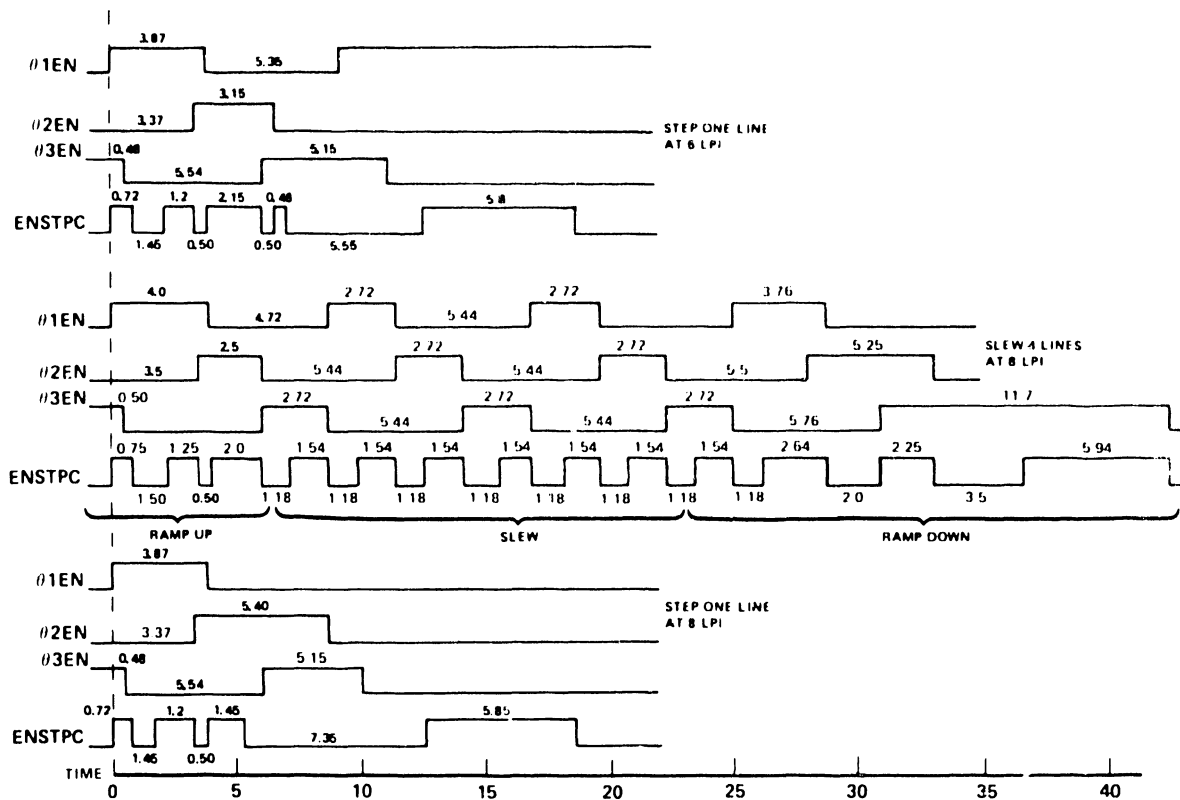 3.87
θ1EN 5.36
3.15
θ2EN 3.37
STEP ONE LINE
AT 6 LPI
θ3EN 0.48 5.54 5.15
ENSTPC 0.72 1.2 2.15 0.48 5.8
1.45 0.50 0.50 5.55
4.0 2.72 2.72 3.76
θ1EN 4.72 5.44
2.5 2.72 2.72 5.25
SLEW 4 LINES
AT 8 LPI
θ2EN 3.5 5.44 5.44 5.5
θ3EN 0.50 2.72 2.72 2.72 11.7
5.44 5.44 5.76
0.75 1.25 2.0 1.54 1.54 1.54 1.54 1.54 1.54 1.54 2.64 2.25 5.94
ENSTPC 1.50 0.50 1.18 1.18 1.18 1.18 1.18 1.18 1.18 1.18 2.0 3.5
RAMP UP SLEW RAMP DOWN
3.87
θ1EN
5.40
STEP ONE LINE
AT 8 LPI
θ2EN 3.37
θ3EN 0.48 5.54 5.15
0.72 1.2 1.45 5.85
ENSTPC 1.45 0.50 7.35
TIME 0 5 10 15 20 25 30 35 40